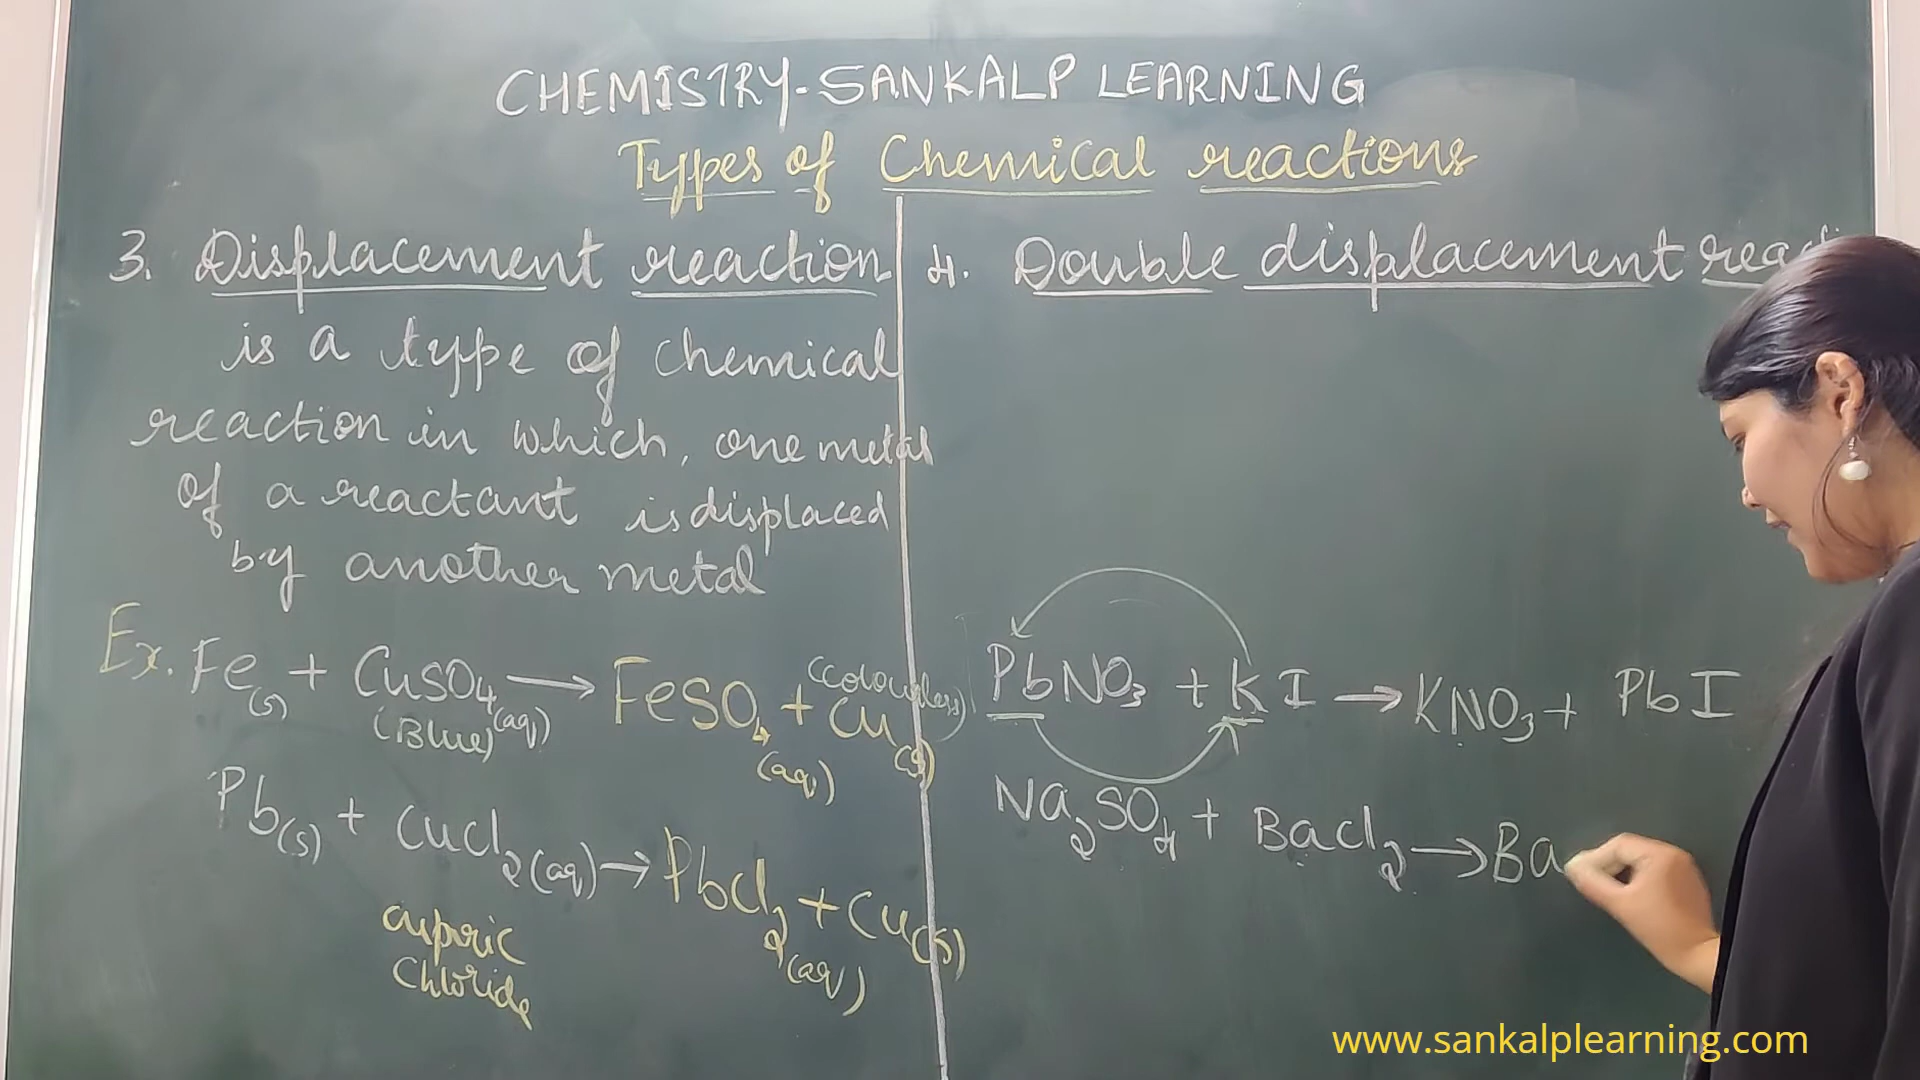 CHEMISTRY-SANKALP LEARNING
Types of Chemical reactions
3. Displacement reaction
is a type of chemical
reaction in which, one metal
of a reactant is displaced
by another metal
Ex. Fe(s) + CuSO4 (aq) → FeSO4 (aq) + Cu(s)
(Blue) (colourless)
Pb(s) + CuCl2(aq) → PbCl2 (aq) + Cu(s)
cupric
Chloride
4. Double displacement
PbNO3 + KI → KNO3 + PbI
Na2SO4 + BaCl2 → Ba
www.sankalplearning.com